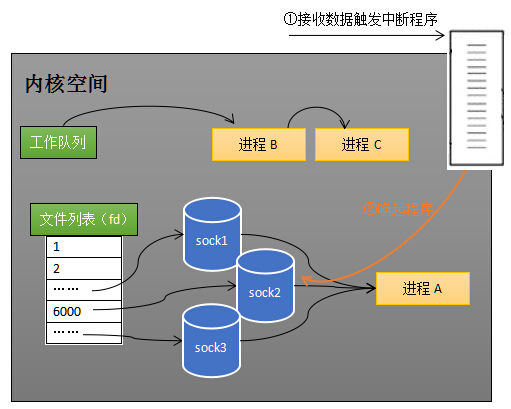 ①接收数据触发中断程序
内核空间
工作队列
进程 B
进程 C
文件列表（fd）
1
2
……
6000
……
sock1
sock2
sock3
进程 A